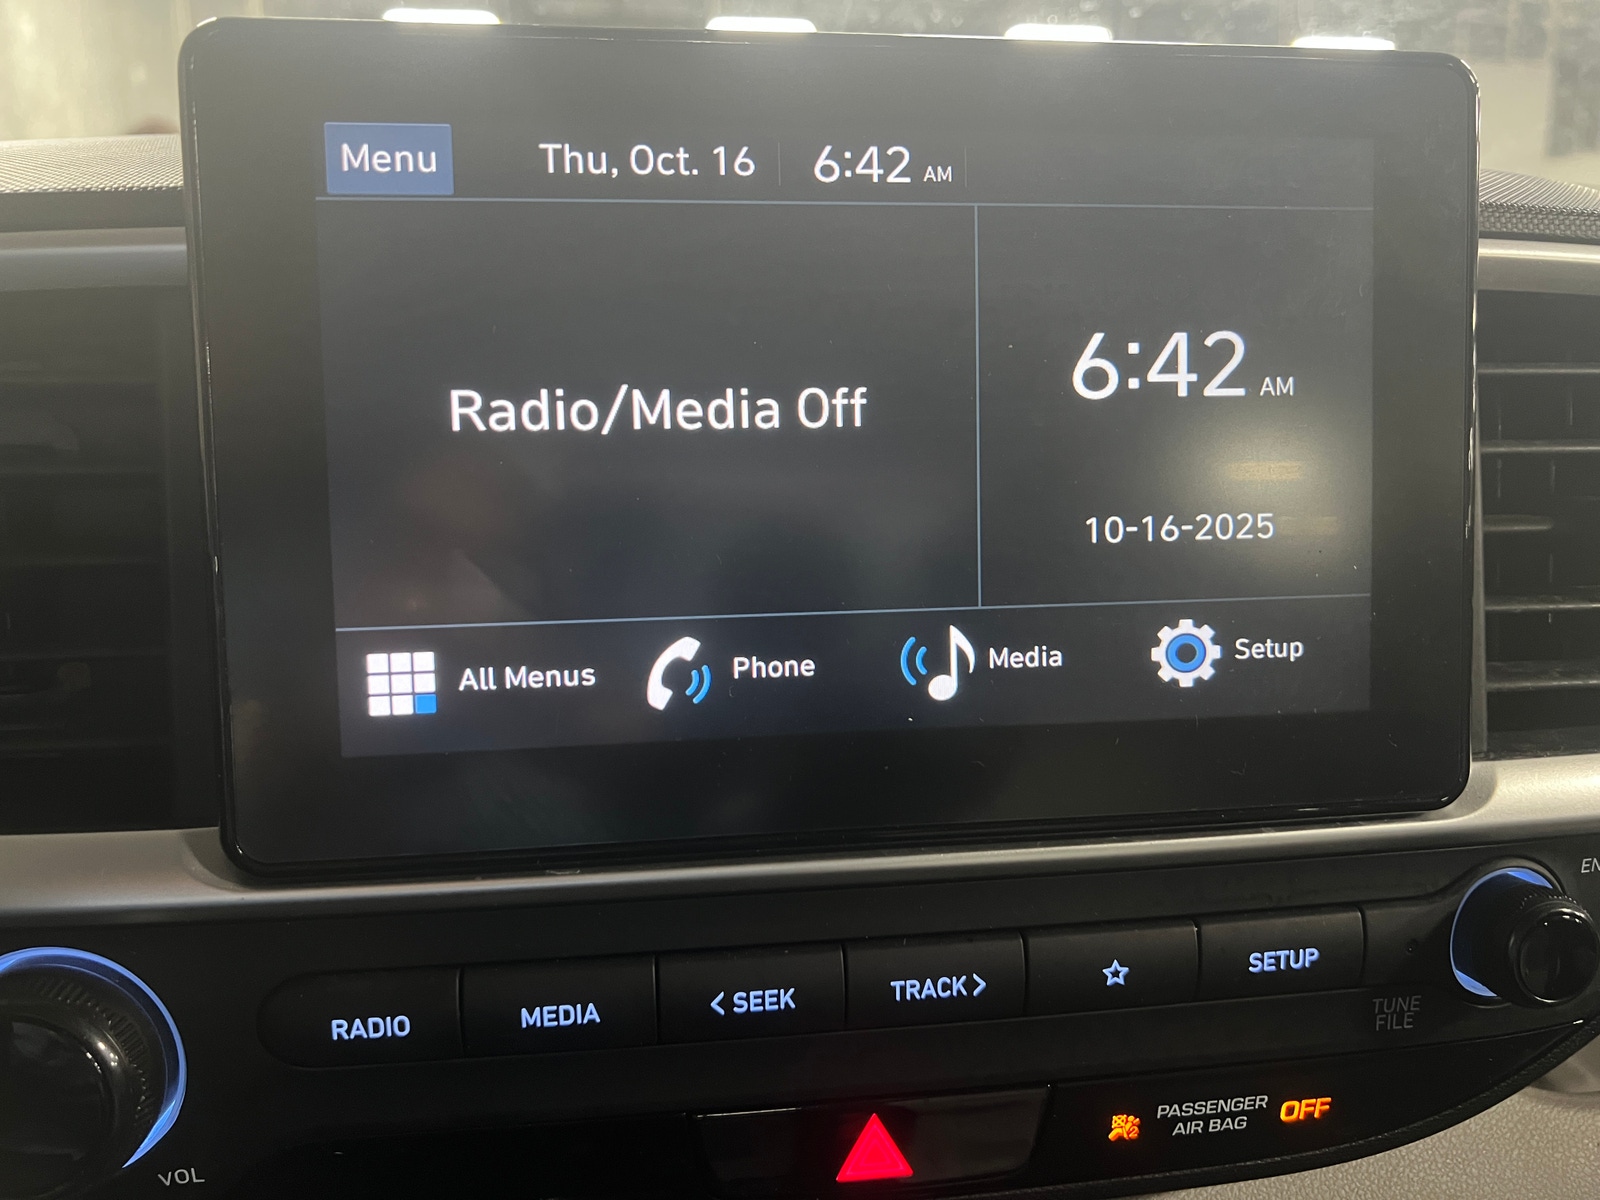 Menu Thu, Oct. 16 6:42 AM
Radio/Media Off
6:42 AM
10-16-2025
All Menus Phone Media Setup
RADIO MEDIA < SEEK TRACK > SETUP
TUNE
FILE
VOL
PASSENGER
AIR BAG OFF